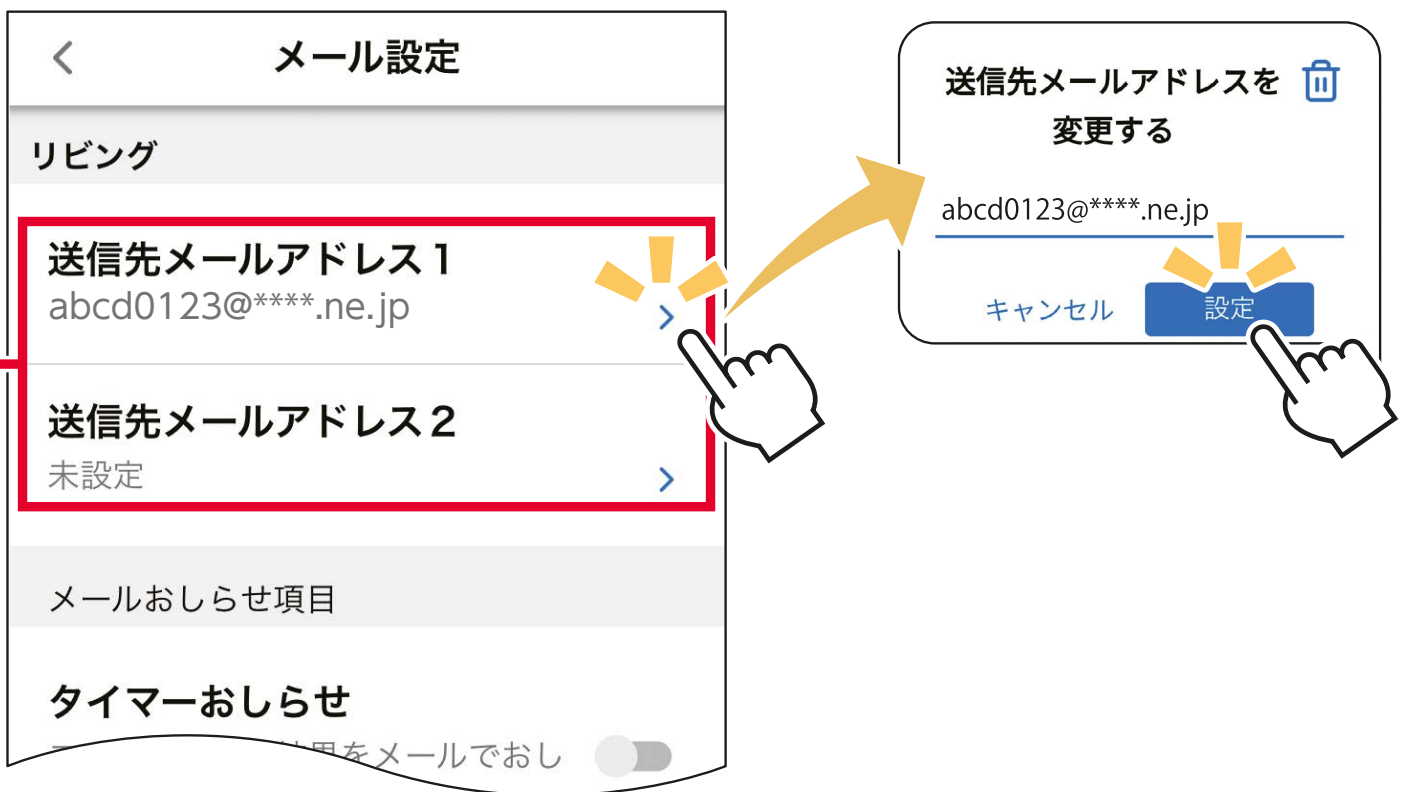 メール設定
リビング
送信先メールアドレス1
abcd0123@****.ne.jp
送信先メールアドレス2
未設定
メールおしらせ項目
タイマーおしらせ
をメールでおし
送信先メールアドレスを
変更する
abcd0123@****.ne.jp
キャンセル
設定